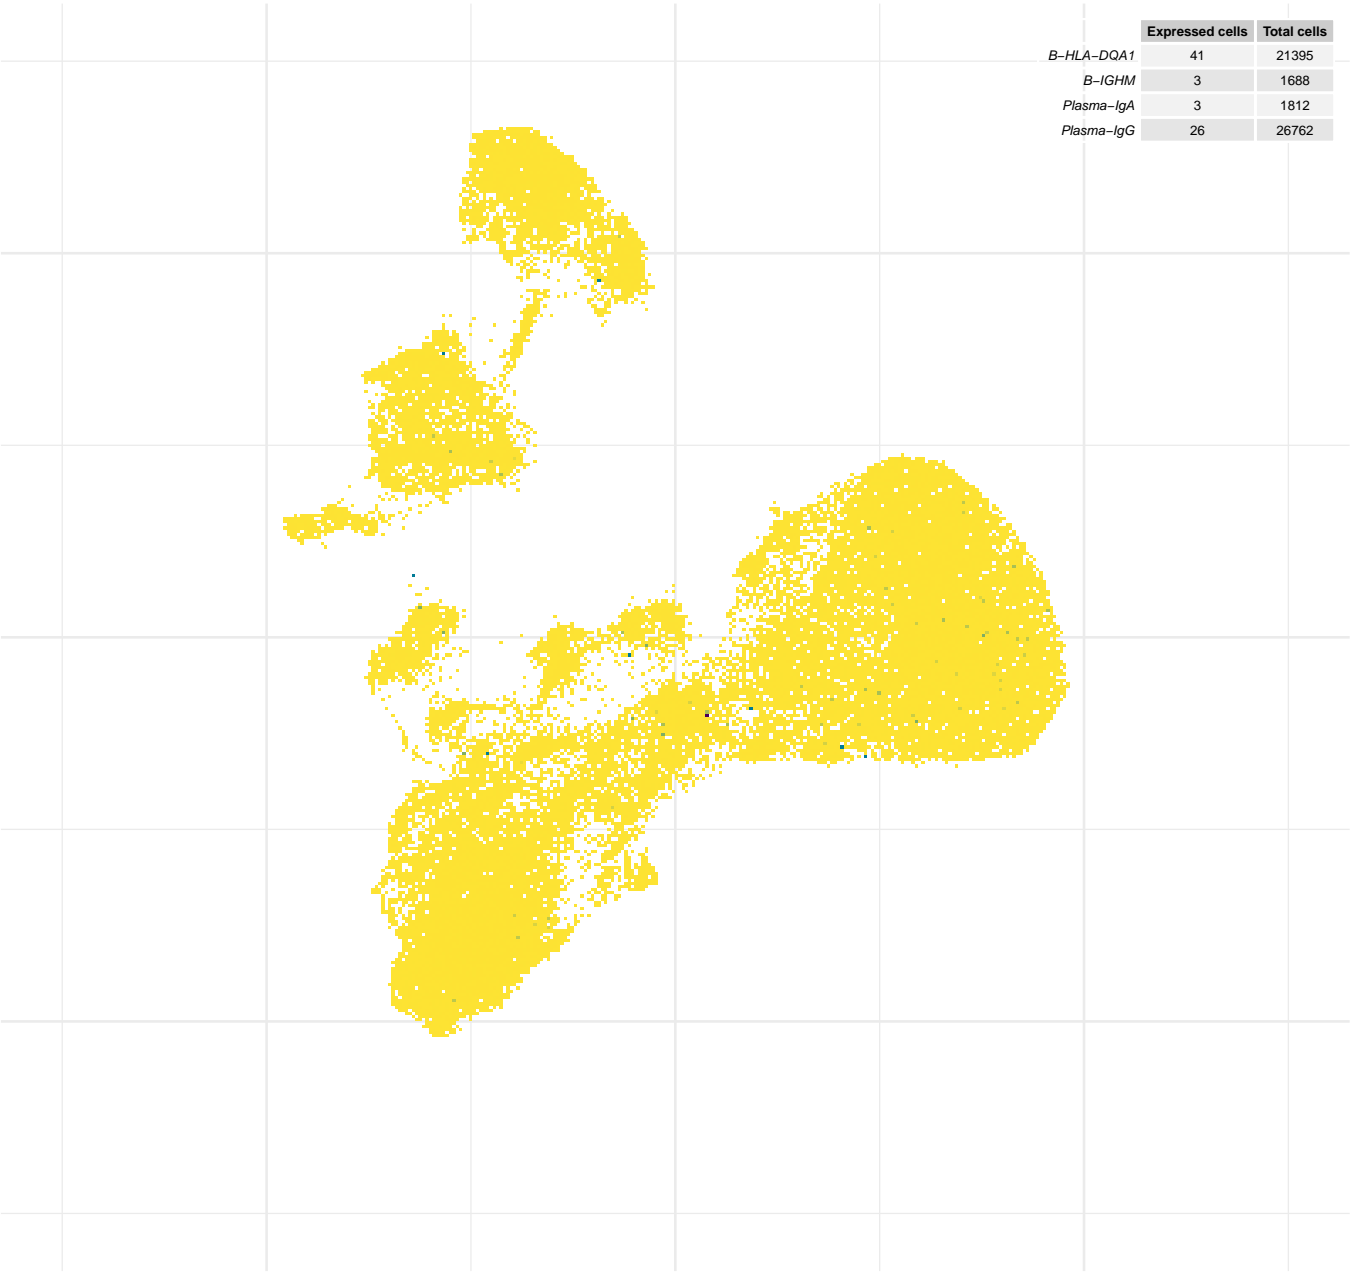 Expressed cells Total cells
B−HLA−DQA1 41 21395
B−IGHM 3 1688
Plasma−IgA 3 1812
Plasma−IgG 26 26762